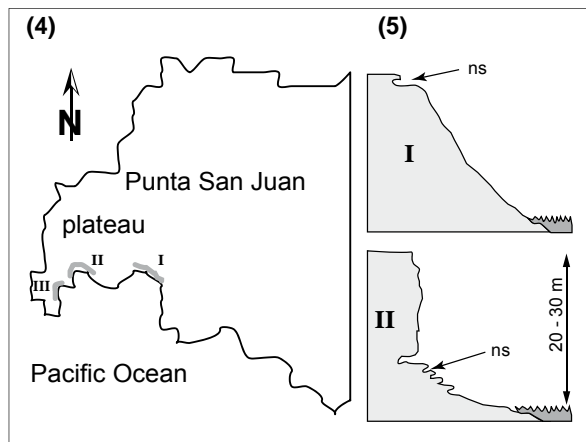 (4)
N
Punta San Juan
plateau
III
II
I
Pacific Ocean
(5)
ns
I
II
ns
20 - 30 m